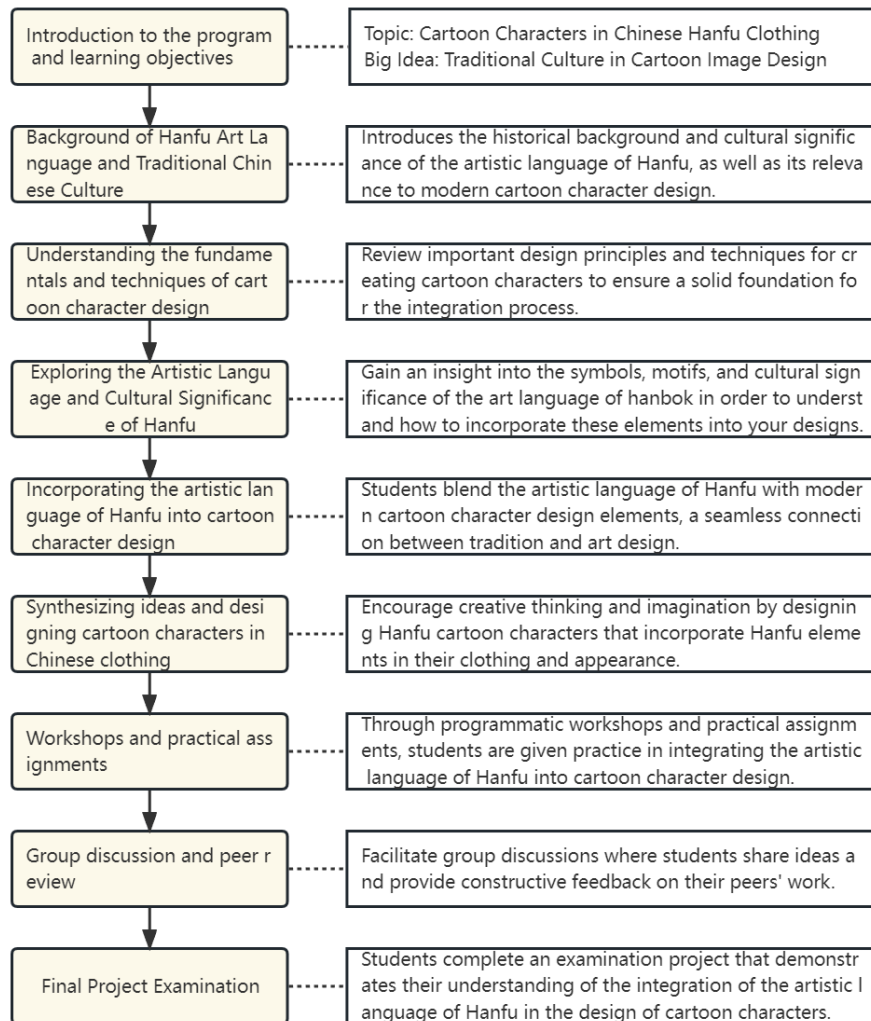 Introduction to the program
and learning objectives
Topic: Cartoon Characters in Chinese Hanfu Clothing
Big Idea: Traditional Culture in Cartoon Image Design
Background of Hanfu Art La
nguage and Traditional Chin
ese Culture
Introduces the historical background and cultural signific
ance of the artistic language of Hanfu, as well as its releva
nce to modern cartoon character design.
Understanding the fundame
ntals and techniques of cart
oon character design
Review important design principles and techniques for cr
eating cartoon characters to ensure a solid foundation fo
r the integration process.
Exploring the Artistic Langu
age and Cultural Significanc
e of Hanfu
Gain an insight into the symbols, motifs, and cultural sign
ificance of the art language of hanbok in order to underst
and how to incorporate these elements into your designs.
Incorporating the artistic lan
guage of Hanfu into cartoon
character design
Students blend the artistic language of Hanfu with moder
n cartoon character design elements, a seamless connecti
on between tradition and art design.
Synthesizing ideas and desi
gning cartoon characters in
Chinese clothing
Encourage creative thinking and imagination by designin
g Hanfu cartoon characters that incorporate Hanfu eleme
nts in their clothing and appearance.
Workshops and practical ass
ignments
Through programmatic workshops and practical assignm
ents, students are given practice in integrating the artistic
language of Hanfu into cartoon character design.
Group discussion and peer r
eview
Facilitate group discussions where students share ideas a
nd provide constructive feedback on their peers' work.
Final Project Examination
Students complete an examination project that demonstr
ates their understanding of the integration of the artistic l
anguage of Hanfu in the design of cartoon characters.